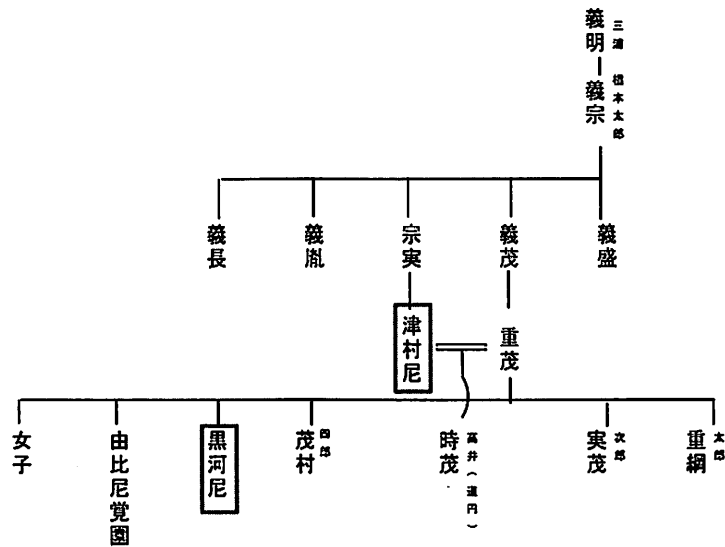 三浦
義明
椙本太郎
義宗
義盛
義茂
宗実
義胤
義長
重茂
津村尼
太郎
重綱
次郎
実茂
高井(道円)
時茂
四郎
茂村
黒河尼
由比尼覚園
女子